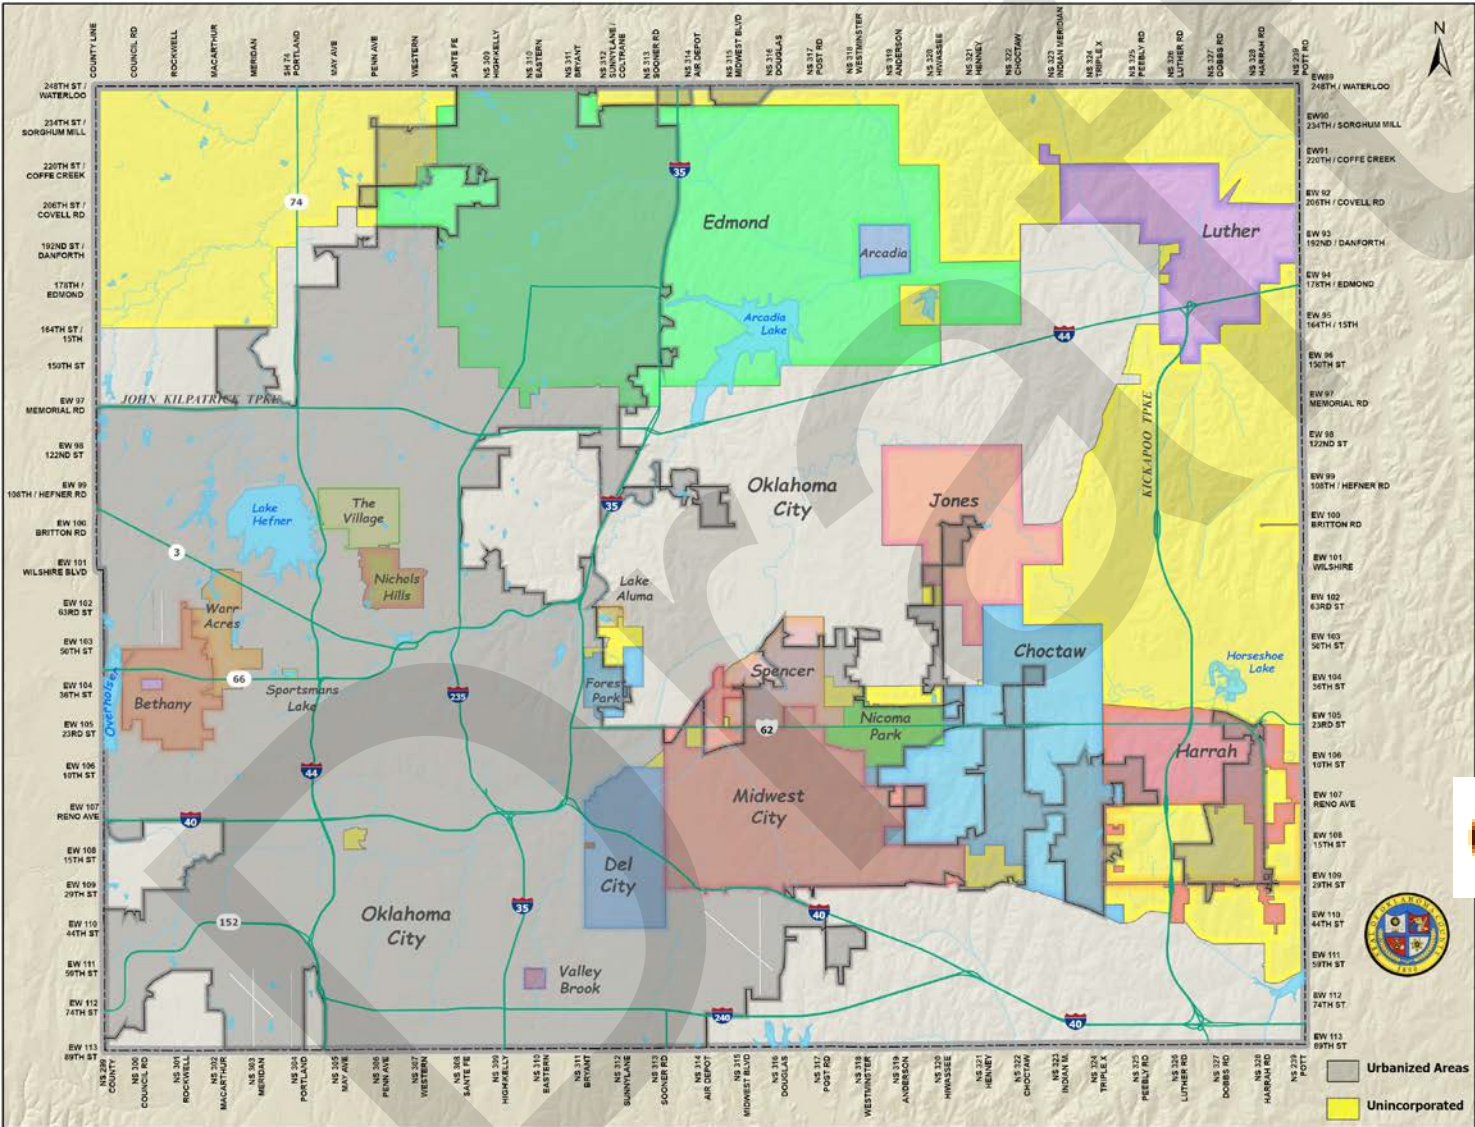 COUNTY LINE
COUNCIL RD
ROCKWELL
MACARTHUR
MERIDAN
SH 74
PORTLAND
MAY AVE
PENN AVE
WESTERN
SANTE FE
NS 309
HIGH/KELLY
NS 310
EASTERN
NS 311
BRYANT
NS 312
SUNNYLANE /
COLTRANE
NS 313
SOONER RD
NS 314
AIR DEPOT
NS 315
MIDWEST BLVD
NS 316
DOUGLAS
NS 317
POST RD
NS 318
WESTMINSTER
NS 319
ANDERSON
NS 320
HIWASSEE
NS 321
HENNEY
NS 322
CHOCTAW
NS 323
INDIAN MERIDIAN
NS 324
TRIPLE X
NS 325
PEEBLY RD
NS 326
LUTHER RD
NS 327
DOBBS RD
NS 328
HARRAH RD
NS 239
POTT RD
N
248TH ST /
WATERLOO
234TH ST /
SORGHUM MILL
220TH ST /
COFFE CREEK
206TH ST /
COVELL RD
192ND ST /
DANFORTH
178TH /
EDMOND
164TH ST /
15TH
150TH ST
EW 97
MEMORIAL RD
EW 98
122ND ST
EW 99
108TH / HEFNER RD
EW 100
BRITTON RD
EW 101
WILSHIRE BLVD
EW 102
63RD ST
EW 103
50TH ST
EW 104
36TH ST
EW 105
23RD ST
EW 106
10TH ST
EW 107
RENO AVE
EW 108
15TH ST
EW 109
29TH ST
EW 110
44TH ST
EW 111
59TH ST
EW 112
74TH ST
EW 113
89TH ST
EW89
248TH / WATERLOO
EW90
234TH / SORGHUM MILL
EW91
220TH / COFFE CREEK
EW 92
206TH / COVELL RD
EW 93
192ND / DANFORTH
EW 94
178TH / EDMOND
EW 95
164TH / 15TH
EW 96
150TH ST
EW 97
MEMORIAL RD
EW 98
122ND ST
EW 99
108TH / HEFNER RD
EW 100
BRITTON RD
EW 101
WILSHIRE
EW 102
63RD ST
EW 103
50TH ST
EW 104
36TH ST
EW 105
23RD ST
EW 106
10TH ST
EW 107
RENO AVE
EW 108
15TH ST
EW 109
29TH ST
EW 110
44TH ST
EW 111
59TH ST
EW 112
74TH ST
EW 113
89TH ST
35
74
Edmond
Luther
Arcadia
Arcadia
Lake
44
JOHN KILPATRICK TPKE
KICKAPOO TPKE
Oklahoma
City
Jones
Lake
Hefner
The
Village
35
3
Nichols
Hills
Lake
Aluma
Warr
Acres
Choctaw
Horseshoe
Lake
Spencer
66
Sportsmans
Lake
235
Forest
Park
Overholser
Bethany
Nicoma
Park
62
Harrah
44
Midwest
City
40
Del
City
35
40
152
Oklahoma
City
Valley
Brook
240
40
SEAL OF OKLAHOMA COUNTY
NS 299
COUNTY
NS 300
COUNCIL RD
NS 301
ROCKWELL
NS 302
MACARTHUR
NS 303
MERIDIAN
NS 304
PORTLAND
NS 305
MAY AVE
NS 306
PENN AVE
NS 307
WESTERN
NS 308
SANTE FE
NS 309
HIGH/KELLY
NS 310
EASTERN
NS 311
BRYANT
NS 312
SUNNYLANE
NS 313
SOONER RD
NS 314
AIR DEPOT
NS 315
MIDWEST BLVD
NS 316
DOUGLAS
NS 317
POST RD
NS 318
WESTMINSTER
NS 319
ANDERSON
NS 320
HIWASSEE
NS 321
HENNEY
NS 322
CHOCTAW
NS 323
INDIAN M.
NS 324
TRIPLE X
NS 325
PEEBLY RD
NS 326
LUTHER RD
NS 327
DOBBS RD
NS 328
HARRAH RD
NS 239
POTT
Urbanized Areas
Unincorporated